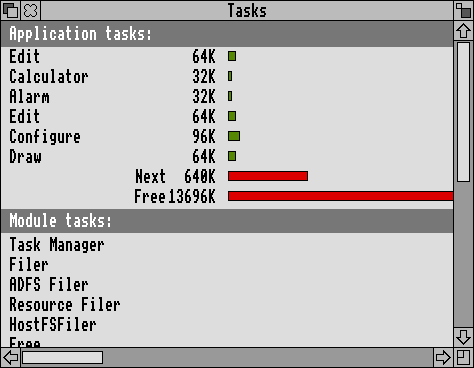 Tasks
Application tasks:
Edit 64K
Calculator 32K
Alarm 32K
Edit 64K
Configure 96K
Draw 64K
Next 640K
Free 13696K
Module tasks:
Task Manager
Filer
ADFS Filer
Resource Filer
HostFSFiler
Free